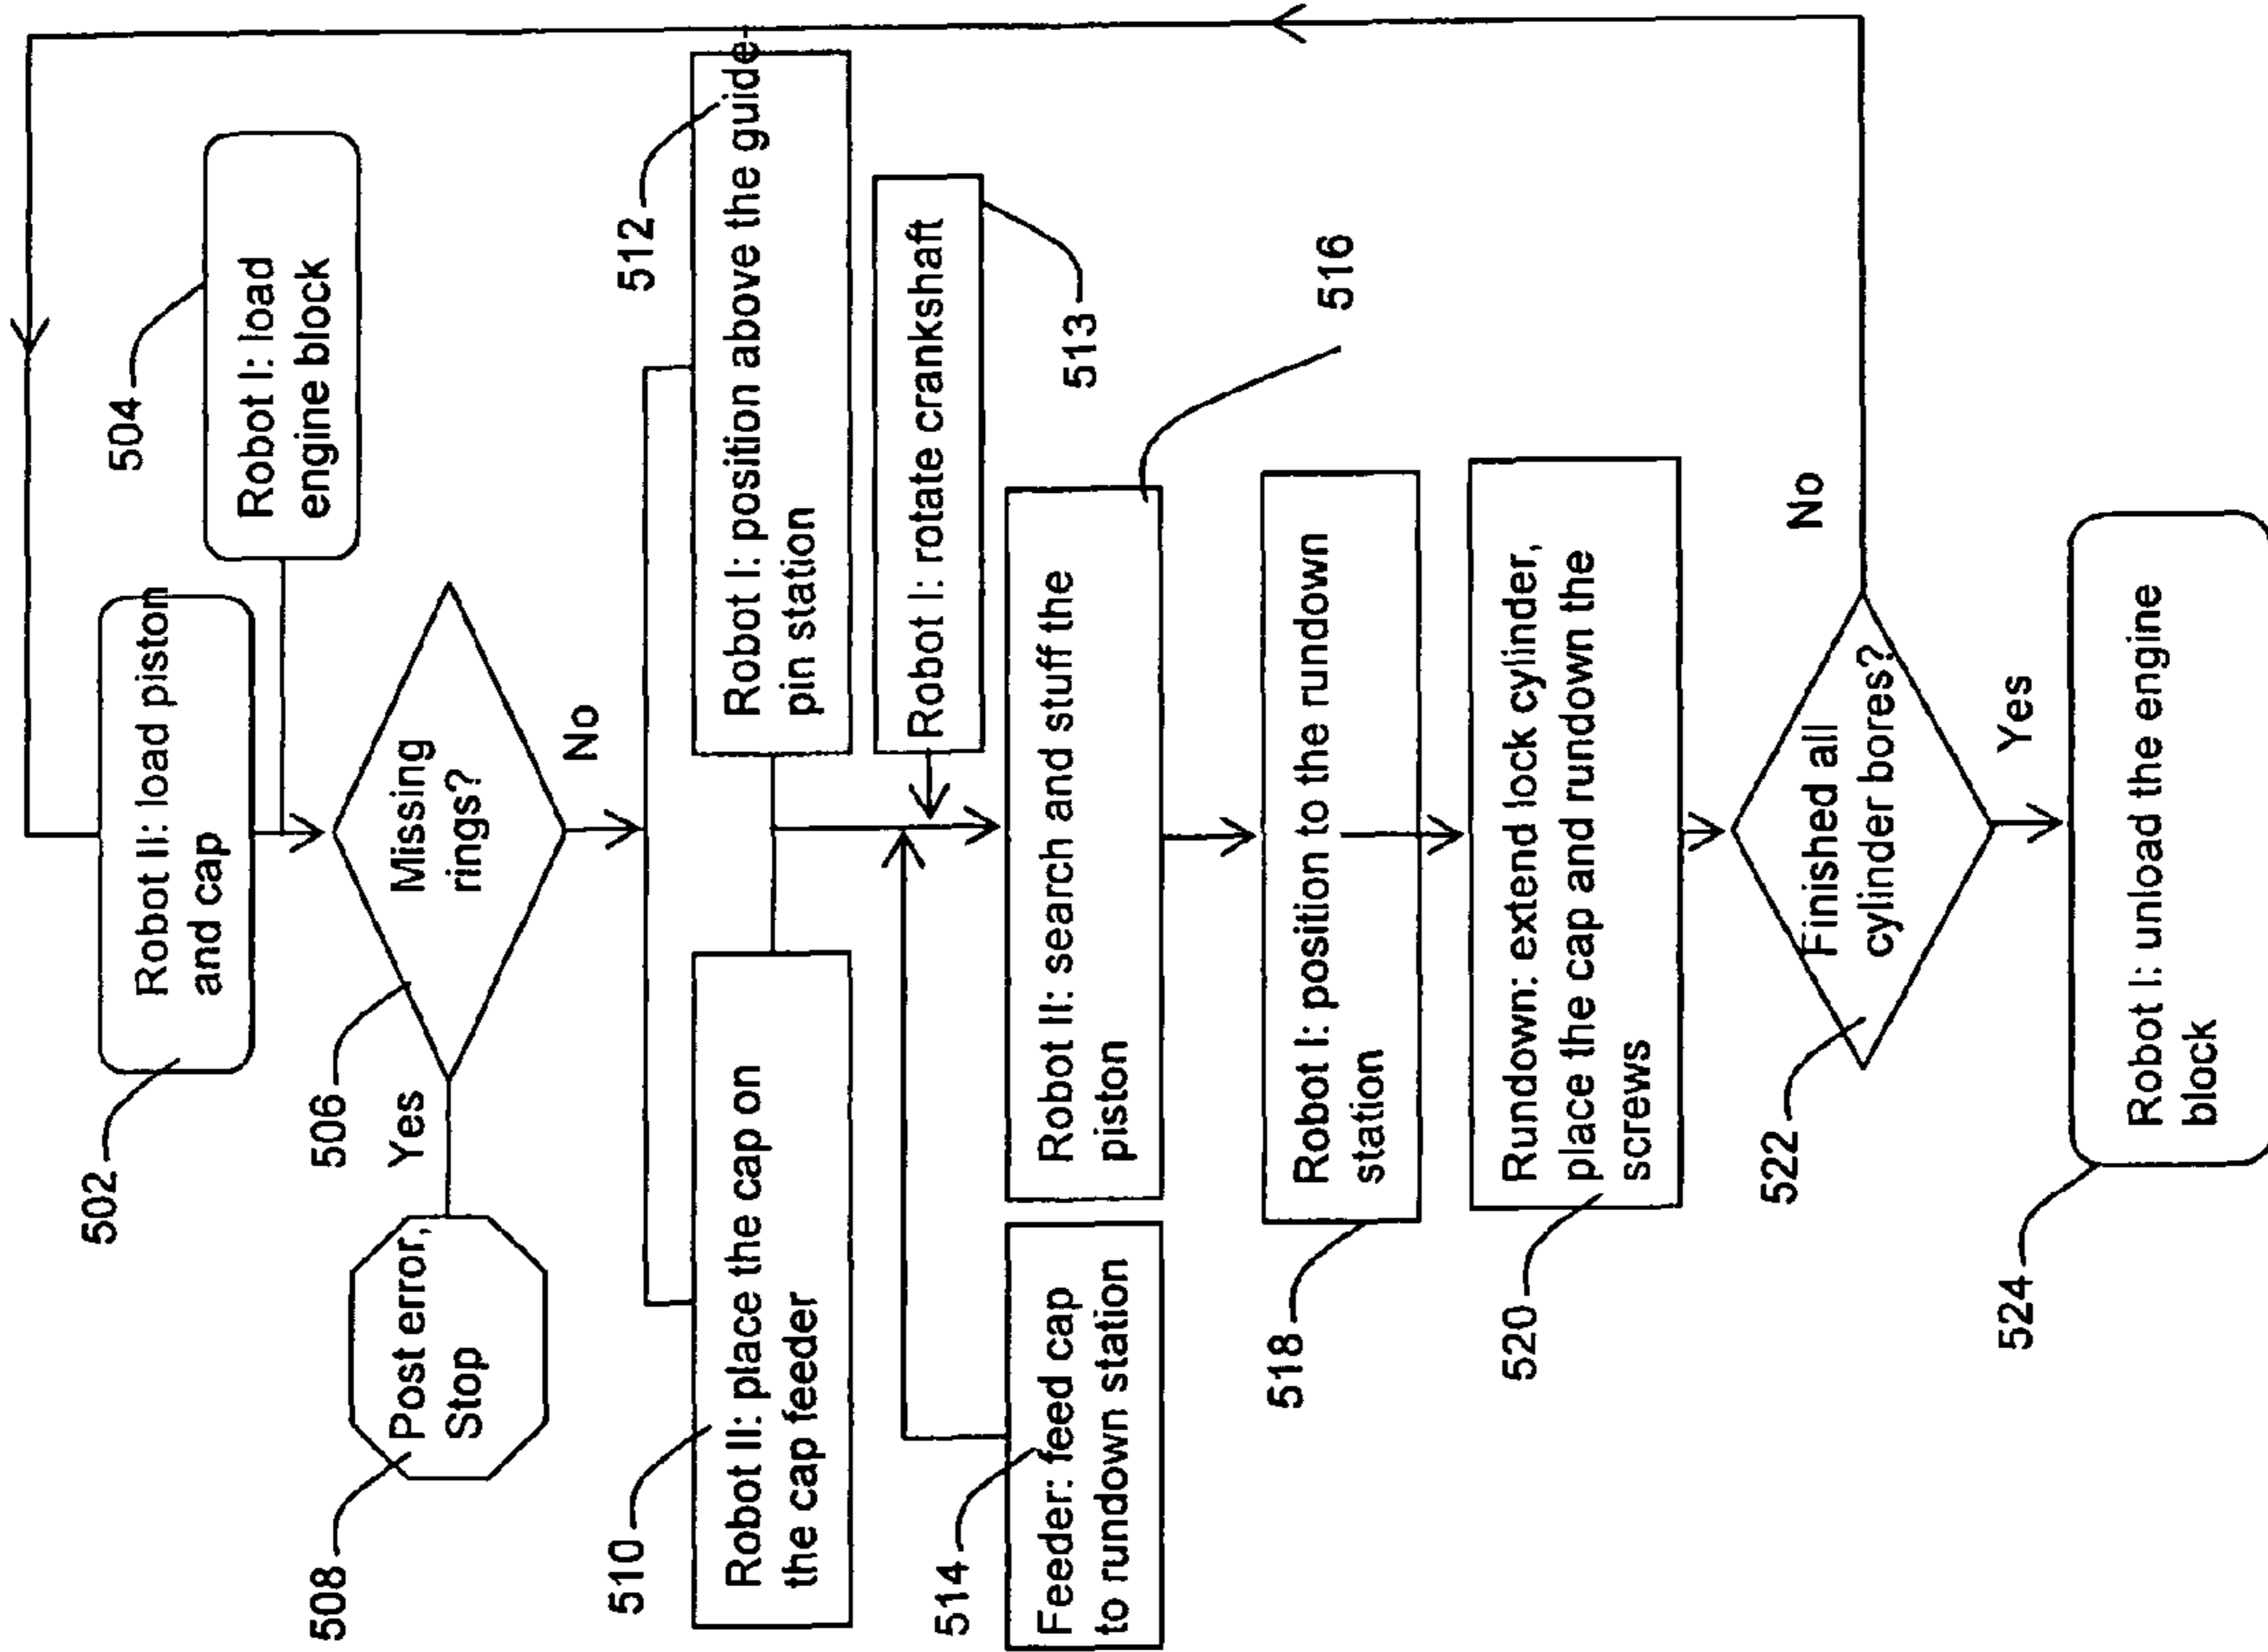 502
Robot II: load piston
and cap
504
Robot I: load
engine block
506
Missing
rings?
Yes
No
508
Post error,
Stop
510
Robot II: place the cap on
the cap feeder
512
Robot I: position above the guide
pin station
513
Robot I: rotate crankshaft
514
Feeder: feed cap
to rundown station
516
Robot II: search and stuff the
piston
518
Robot I: position to the rundown
station
520
Rundown: extend lock cylinder,
place the cap and rundown the
screws
522
Finished all
cylinder bores?
No
Yes
524
Robot I: unload the engine
block